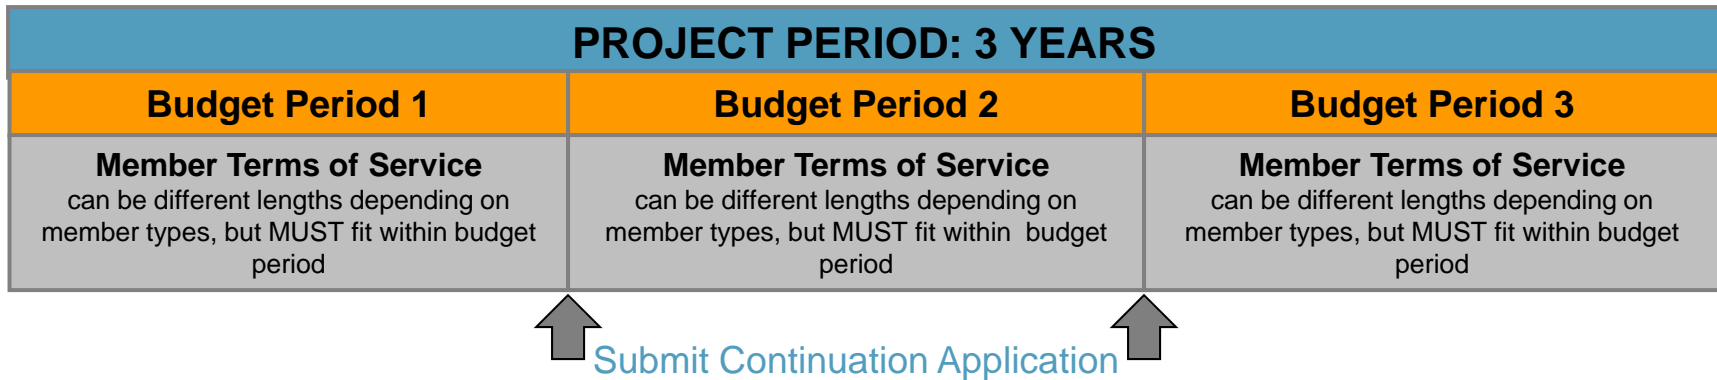 PROJECT PERIOD: 3 YEARS
Budget Period 1
Budget Period 2
Budget Period 3
Member Terms of Service
can be different lengths depending on
member types, but MUST fit within budget
period
Member Terms of Service
can be different lengths depending on
member types, but MUST fit within  budget
period
Member Terms of Service
can be different lengths depending on
member types, but MUST fit within budget
period
Submit Continuation Application